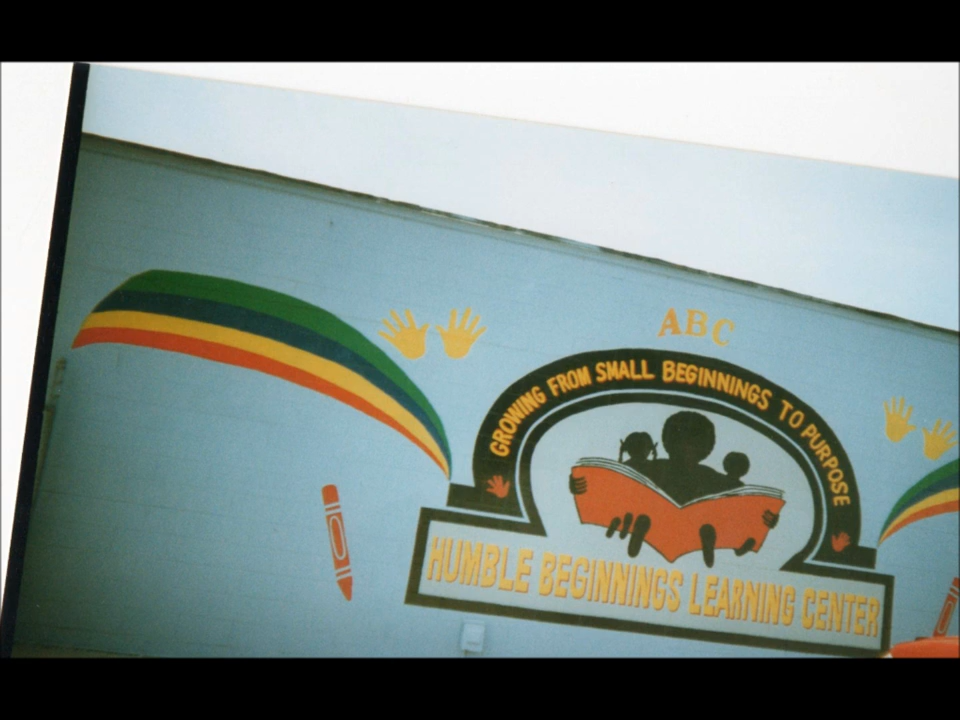 ABC
GROWING FROM SMALL BEGINNINGS TO PURPOSE
HUMBLE BEGINNINGS LEARNING CENTER